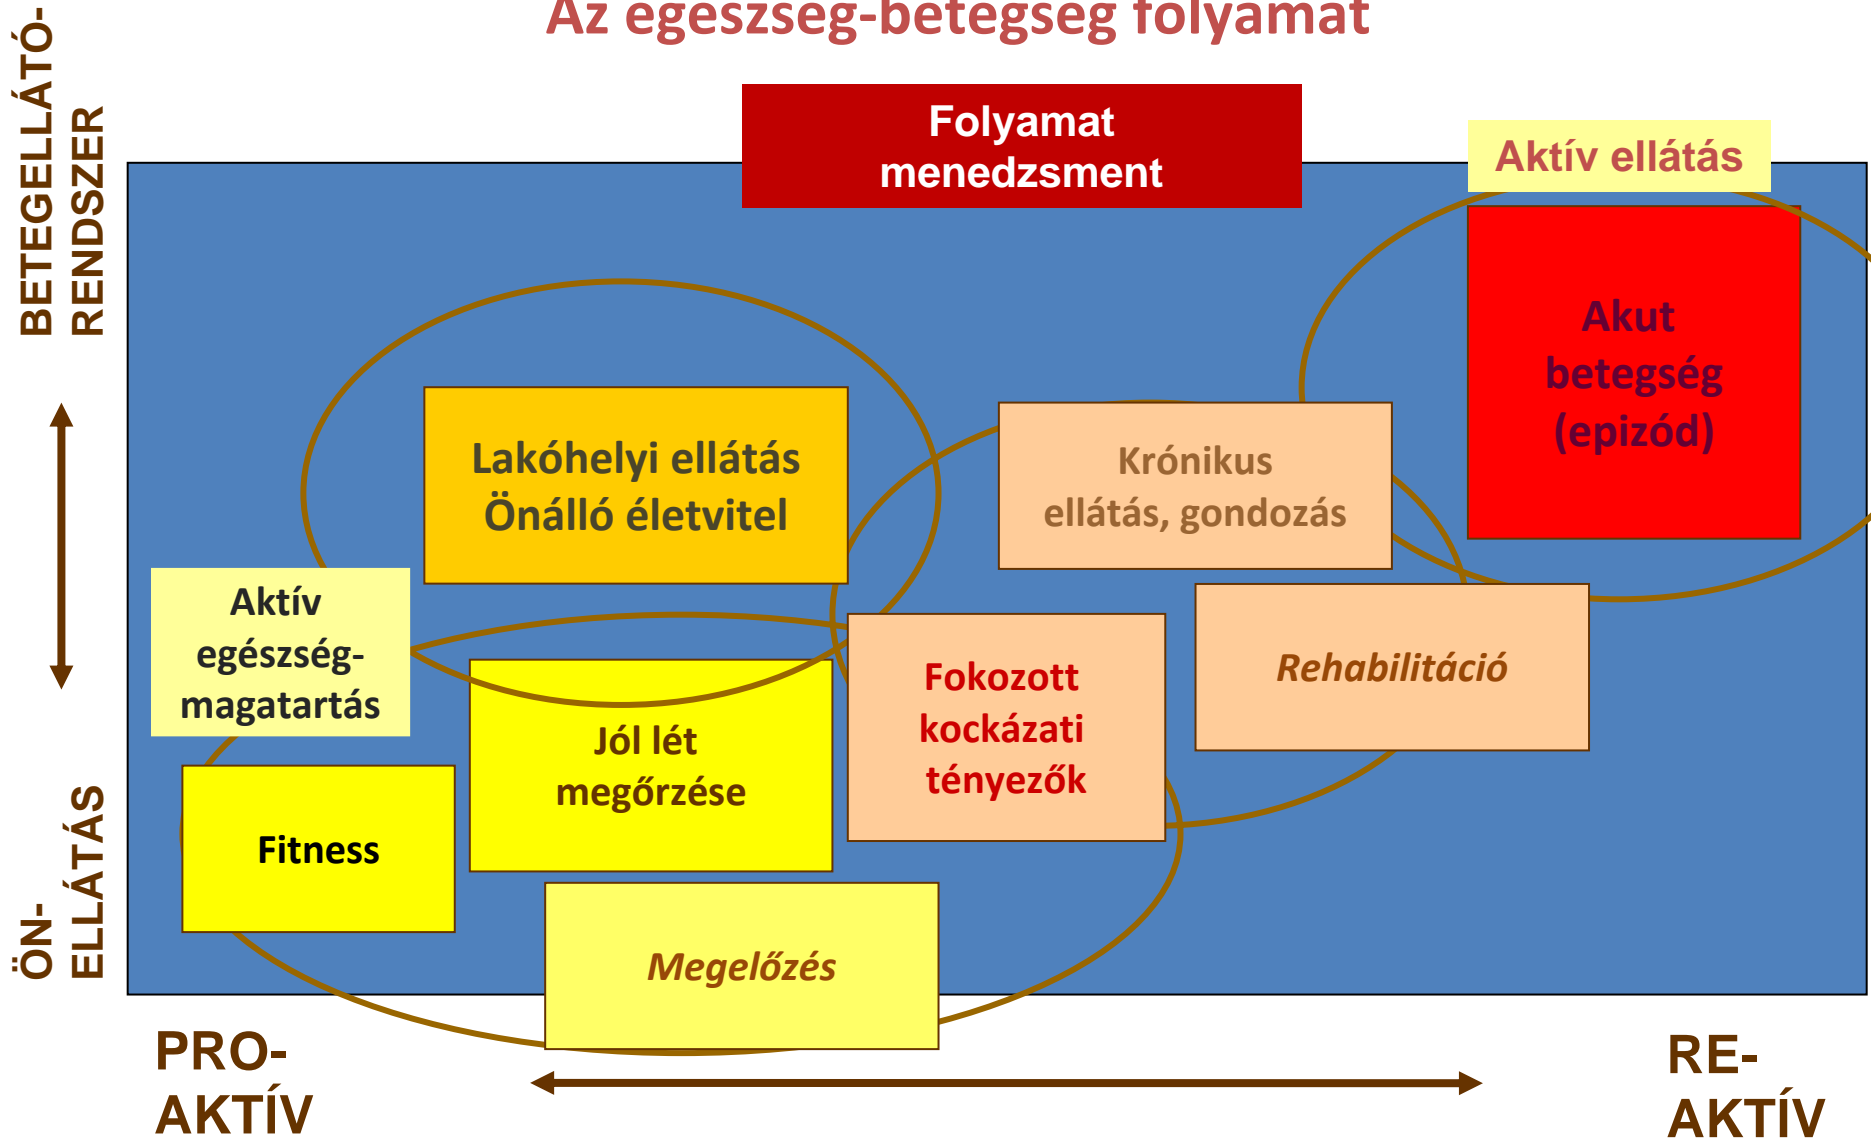 Az egészség-betegség folyamat
BETEGELLÁTÓ-
RENDSZER
Folyamat
menedzsment
Aktív ellátás
Akut
betegség
(epizód)
Lakóhelyi ellátás
Önálló életvitel
Krónikus
ellátás, gondozás
Aktív
egészség-
magatartás
Fokozott
kockázati
tényezők
Rehabilitáció
Jól lét
megőrzése
Fitness
Megelőzés
ÖN-
ELLÁTÁS
PRO-
AKTÍV
RE-
AKTÍV